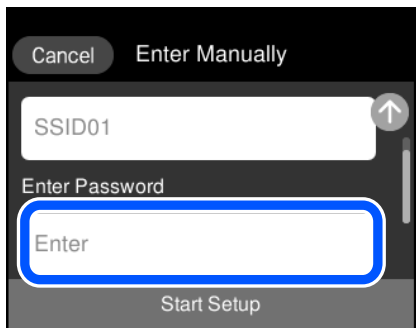 Cancel Enter Manually
SSID01
Enter Password
Enter
Start Setup